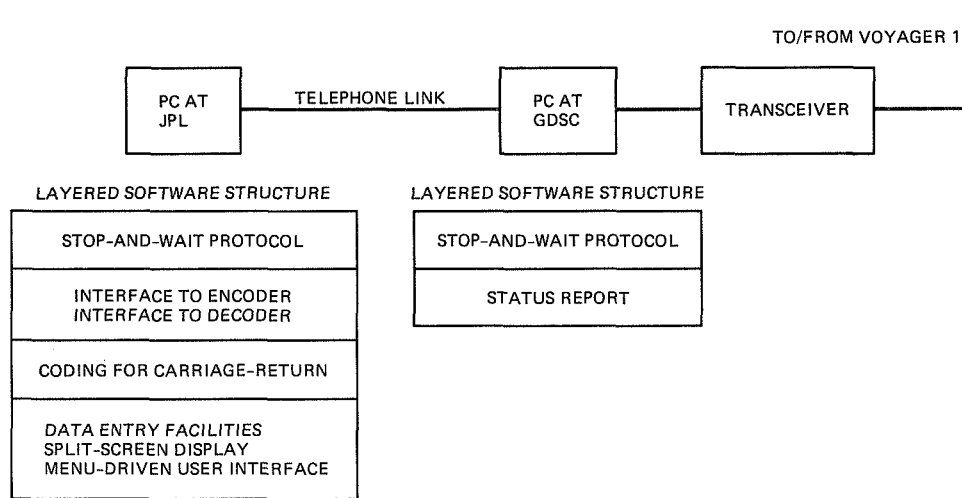 TO/FROM VOYAGER 1
PC AT
JPL
TELEPHONE LINK
PC AT
GDSC
TRANSCEIVER
LAYERED SOFTWARE STRUCTURE
STOP-AND-WAIT PROTOCOL
INTERFACE TO ENCODER
INTERFACE TO DECODER
CODING FOR CARRIAGE-RETURN
DATA ENTRY FACILITIES
SPLIT-SCREEN DISPLAY
MENU-DRIVEN USER INTERFACE
LAYERED SOFTWARE STRUCTURE
STOP-AND-WAIT PROTOCOL
STATUS REPORT